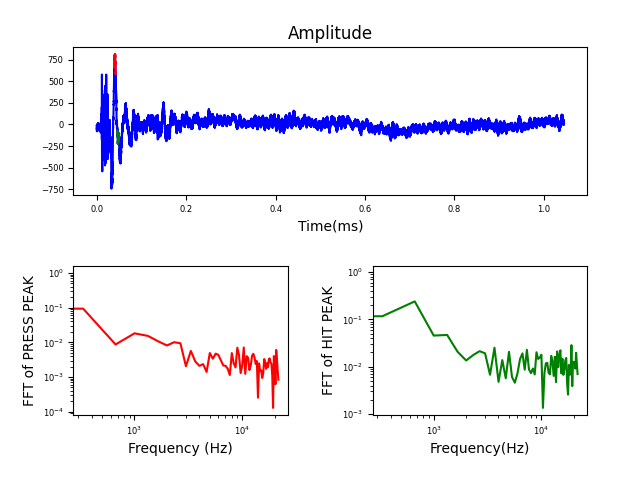 Amplitude
750
500
250
0
−250
−500
−750
0.0 0.2 0.4 0.6 0.8 1.0
Time(ms)
FFT of PRESS PEAK
10⁰
10⁻¹
10⁻²
10⁻³
10⁻⁴
10³ 10⁴
Frequency (Hz)
FFT of HIT PEAK
10⁰
10⁻¹
10⁻²
10⁻³
10³ 10⁴
Frequency(Hz)